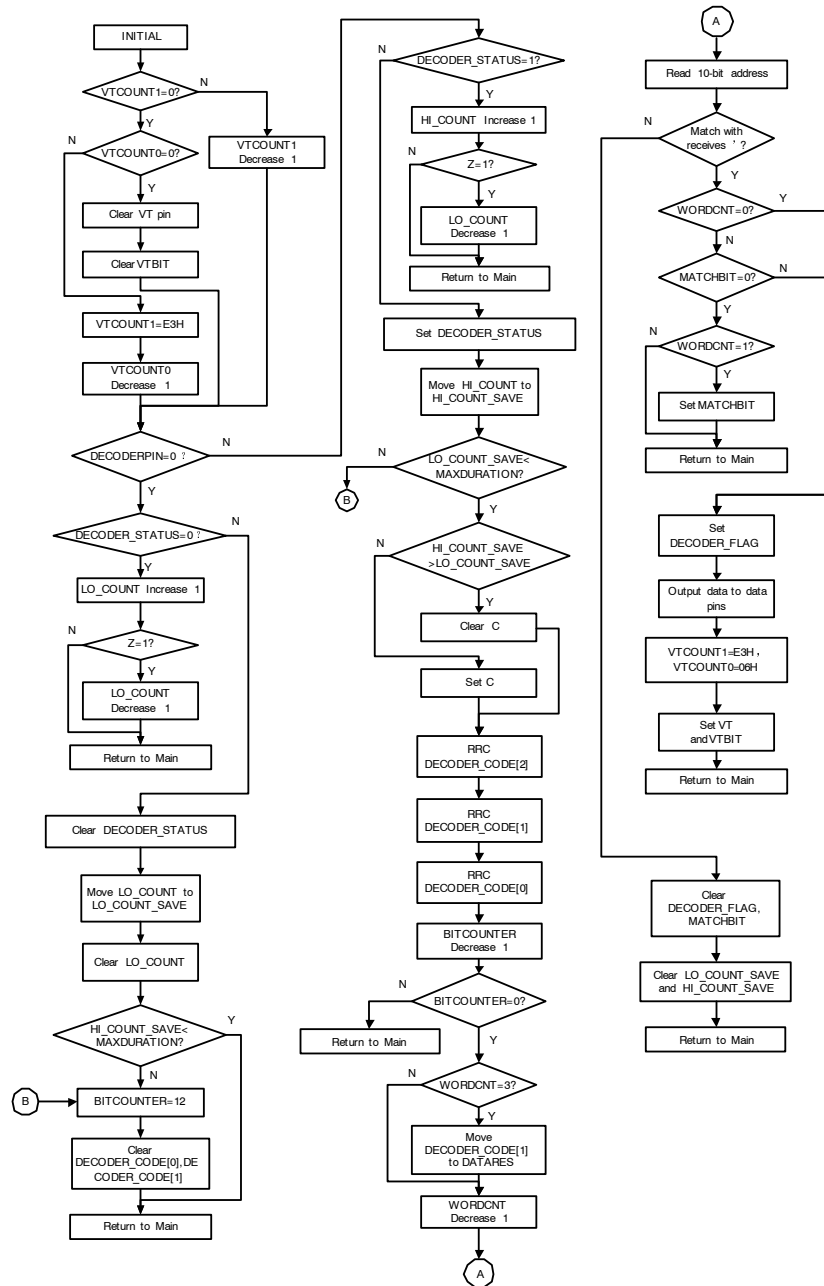 INITIAL
VTCOUNT1=0?
N
Y
VTCOUNT1
Decrease 1
VTCOUNT0=0?
N
Y
Clear VT pin
Clear VTBIT
VTCOUNT1=E3H
VTCOUNT0
Decrease 1
DECODERPIN=0 ?
N
Y
DECODER_STATUS=0 ?
N
Y
LO_COUNT Increase 1
N
Z=1?
Y
LO_COUNT
Decrease 1
Return to Main
Clear DECODER_STATUS
Move LO_COUNT to
LO_COUNT_SAVE
Clear LO_COUNT
HI_COUNT_SAVE<
MAXDURATION?
Y
N
B
BITCOUNTER=12
Clear
DECODER_CODE[0],DE
CODER_CODE[1]
Return to Main
N
DECODER_STATUS=1?
Y
HI_COUNT Increase 1
N
Z=1?
Y
LO_COUNT
Decrease 1
Return to Main
Set DECODER_STATUS
Move HI_COUNT to
HI_COUNT_SAVE
N
LO_COUNT_SAVE<
MAXDURATION?
B
Y
HI_COUNT_SAVE
>LO_COUNT_SAVE
N
Y
Clear C
Set C
RRC
DECODER_CODE[2]
RRC
DECODER_CODE[1]
RRC
DECODER_CODE[0]
BITCOUNTER
Decrease 1
N
BITCOUNTER=0?
Return to Main
Y
N
WORDCNT=3?
Y
Move
DECODER_CODE[1]
to DATARES
WORDCNT
Decrease 1
A
A
Read 10-bit address
N
Match with
receives ’ ?
Y
WORDCNT=0?
Y
N
MATCHBIT=0?
N
Y
N
WORDCNT=1?
Y
Set MATCHBIT
Return to Main
Set
DECODER_FLAG
Output data to data
pins
VTCOUNT1=E3H ,
VTCOUNT0=06H
Set VT
and VTBIT
Return to Main
Clear
DECODER_FLAG,
MATCHBIT
Clear LO_COUNT_SAVE
and HI_COUNT_SAVE
Return to Main